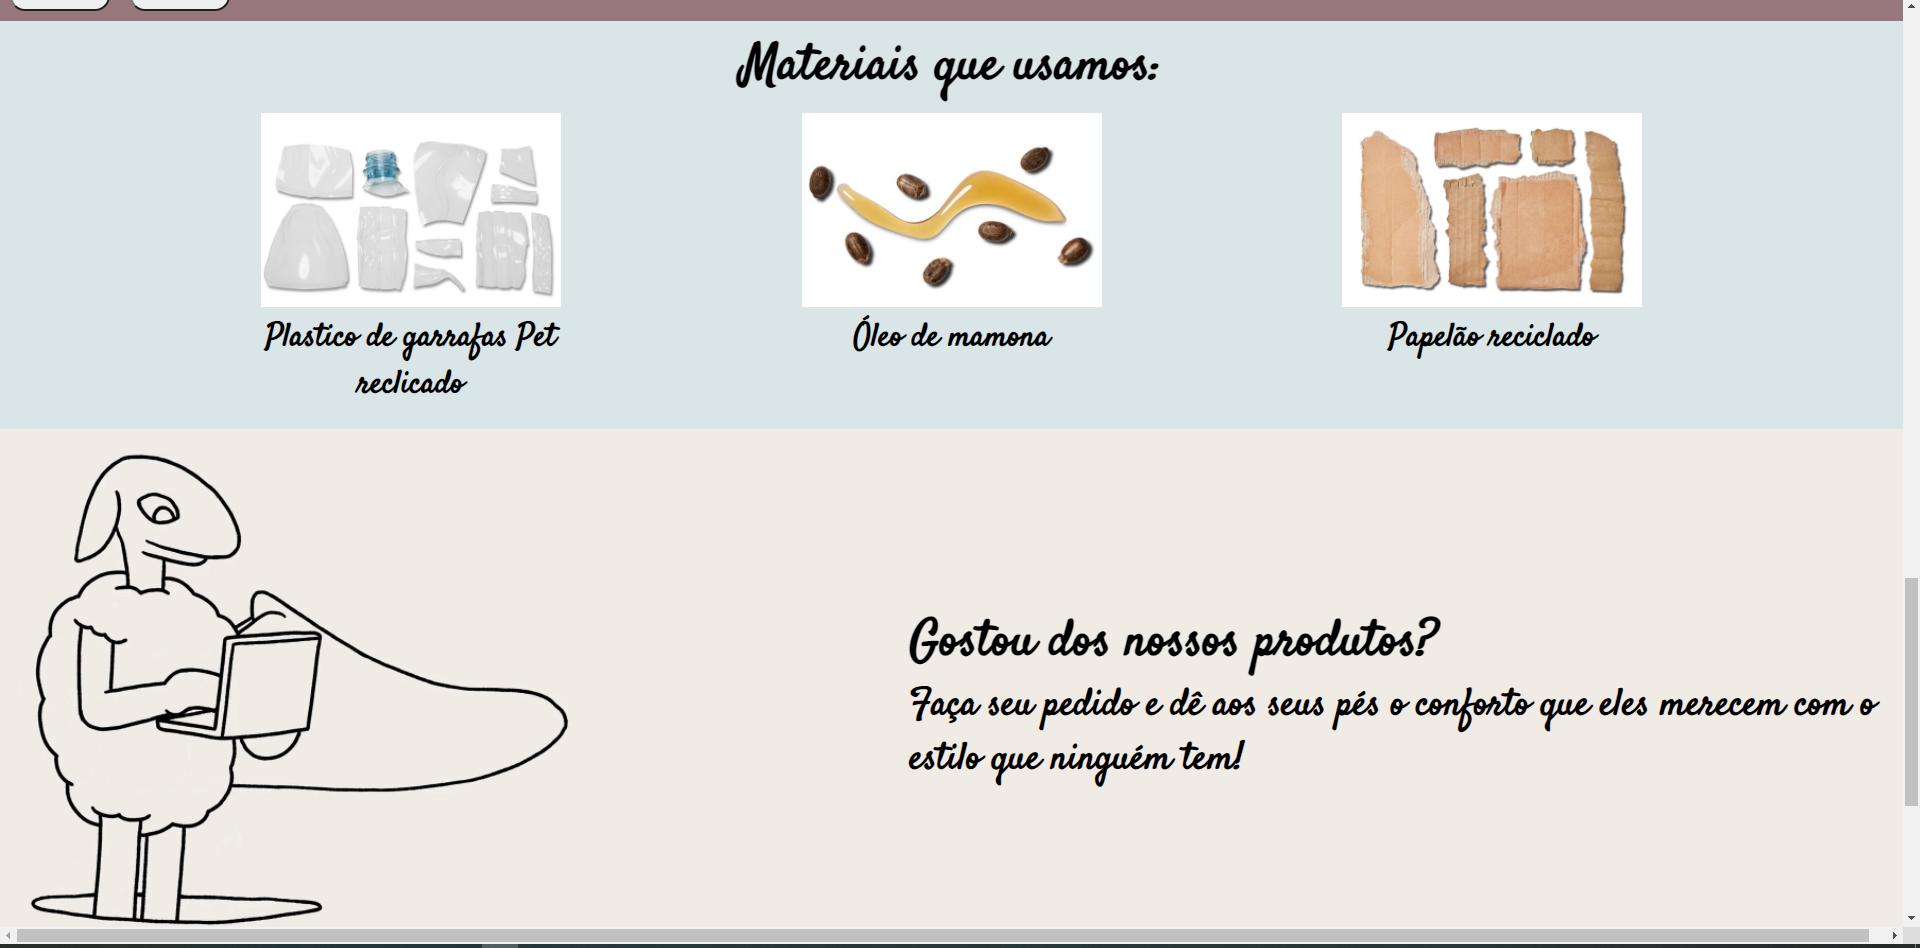 Materiais que usamos:
Plastico de garrafas Pet
reclicado
Óleo de mamona
Papelão reciclado
Gostou dos nossos produtos?
Faça seu pedido e dê aos seus pés o conforto que eles merecem com o
estilo que ninguém tem!